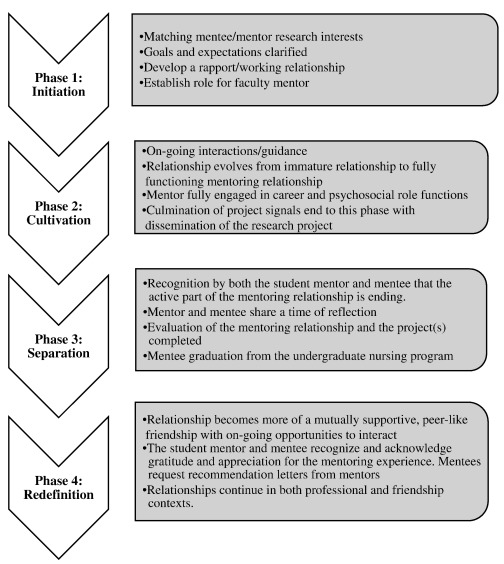 Phase 1:
Initiation
•Matching mentee/mentor research interests
•Goals and expectations clarified
•Develop a rapport/working relationship
•Establish role for faculty mentor
Phase 2:
Cultivation
•On-going interactions/guidance
•Relationship evolves from immature relationship to fully
functioning mentoring relationship
•Mentor fully engaged in career and psychosocial role functions
•Culmination of project signals end to this phase with
dissemination of the research project
Phase 3:
Separation
•Recognition by both the student mentor and mentee that the
active part of the mentoring relationship is ending.
•Mentor and mentee share a time of reflection
•Evaluation of the mentoring relationship and the project(s)
completed
•Mentee graduation from the undergraduate nursing program
Phase 4:
Redefinition
•Relationship becomes more of a mutually supportive, peer-like
friendship with on-going opportunities to interact
•The student mentor and mentee recognize and acknowledge
gratitude and appreciation for the mentoring experience. Mentees
request recommendation letters from mentors
•Relationships continue in both professional and friendship
contexts.